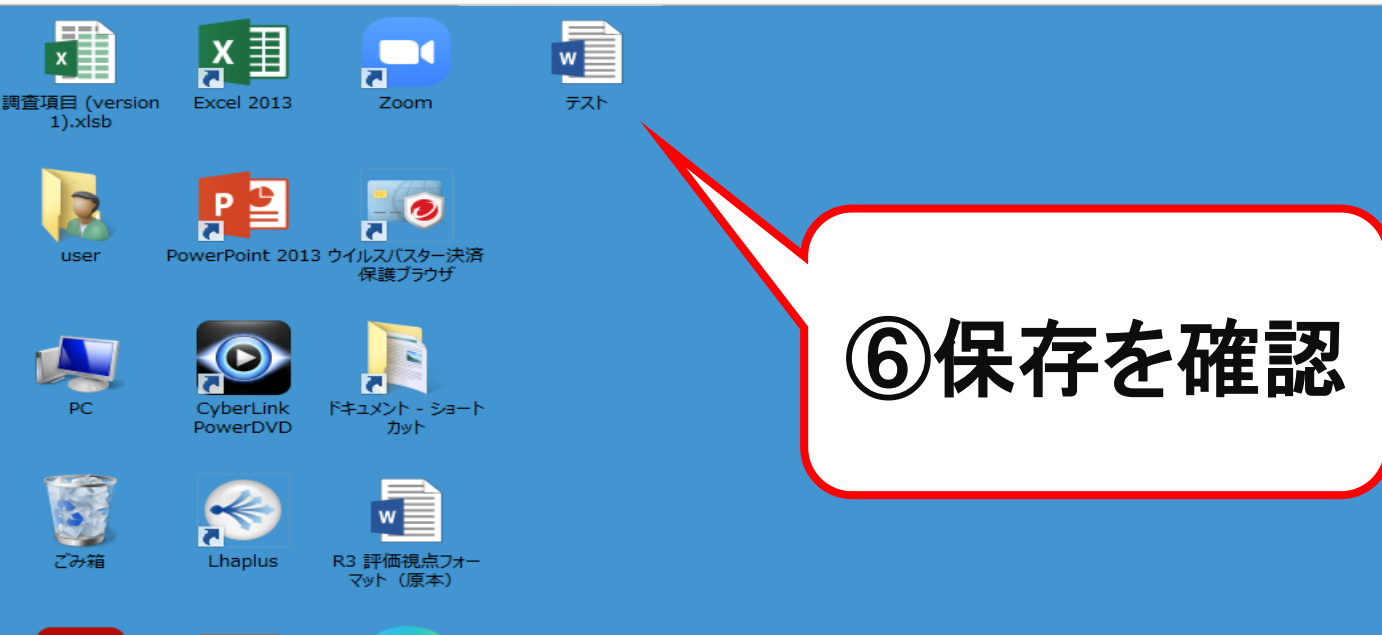 調査項目 (version
1).xlsb
Excel 2013
Zoom
テスト
user
PowerPoint 2013
ウイルスバスター決済
保護ブラウザ
⑥保存を確認
PC
CyberLink
PowerDVD
ドキュメント - ショート
カット
ごみ箱
Lhaplus
R3 評価視点フォー
マット（原本）